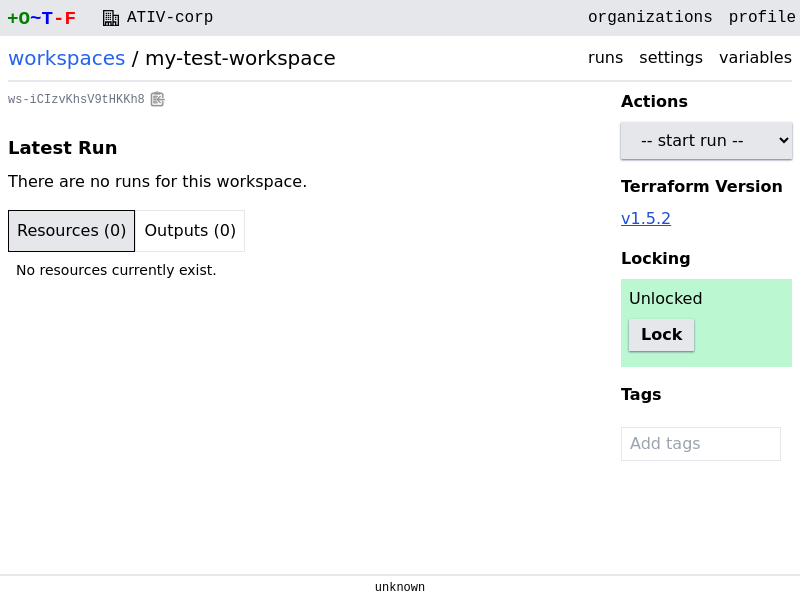 +O~T-F ATIV-corp organizations profile
workspaces / my-test-workspace runs settings variables
ws-iCIzvKhsV9tHKKh8
Actions
-- start run --
Latest Run
There are no runs for this workspace.
Terraform Version
v1.5.2
Resources (0) Outputs (0)
No resources currently exist.
Locking
Unlocked
Lock
Tags
Add tags
unknown